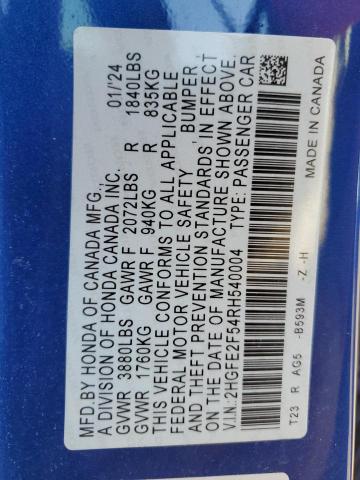 MFD.BY HONDA OF CANADA MFG.,
A DIVISION OF HONDA CANADA INC. 01/'24
GVWR 3880LBS GAWR F 2072LBS R 1840LBS
GVWR 1760KG GAWR F 940KG R 835KG
THIS VEHICLE CONFORMS TO ALL APPLICABLE
FEDERAL MOTOR VEHICLE SAFETY, BUMPER,
AND THEFT PREVENTION STANDARDS IN EFFECT
ON THE DATE OF MANUFACTURE SHOWN ABOVE.
V.I.N.:2HGFE2F54RH540004 TYPE:PASSENGER CAR
T23 R AG5 -B593M -Z -H MADE IN CANADA